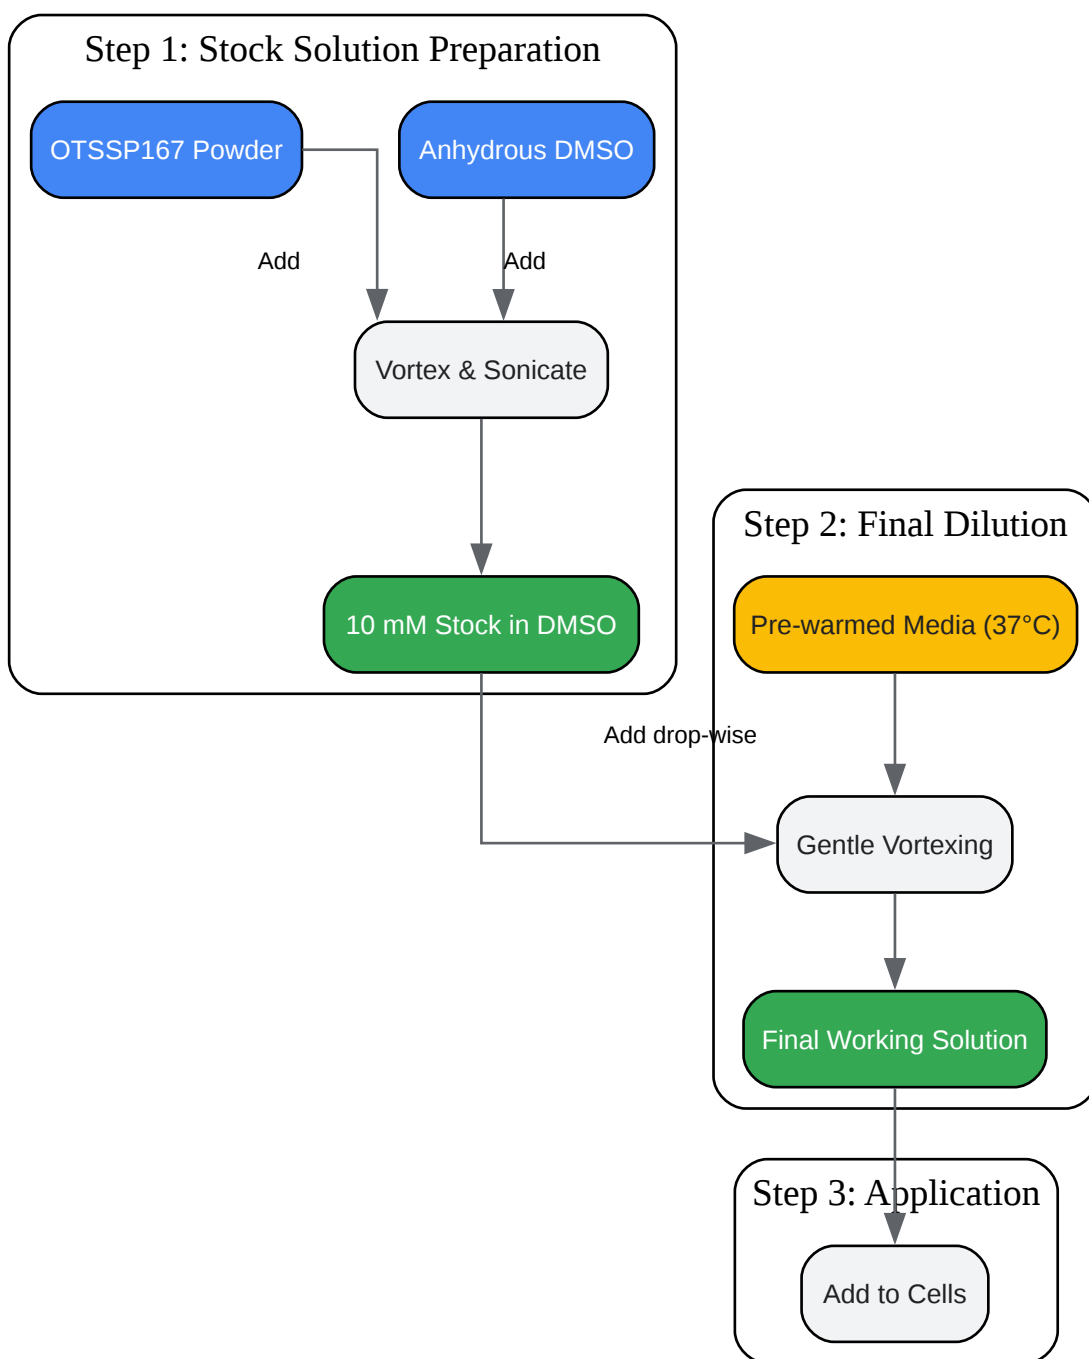 Step 1: Stock Solution Preparation
OTSSP167 Powder
Anhydrous DMSO
Add
Add
Vortex & Sonicate
10 mM Stock in DMSO
Step 2: Final Dilution
Pre-warmed Media (37°C)
Add drop-wise
Gentle Vortexing
Final Working Solution
Step 3: Application
Add to Cells